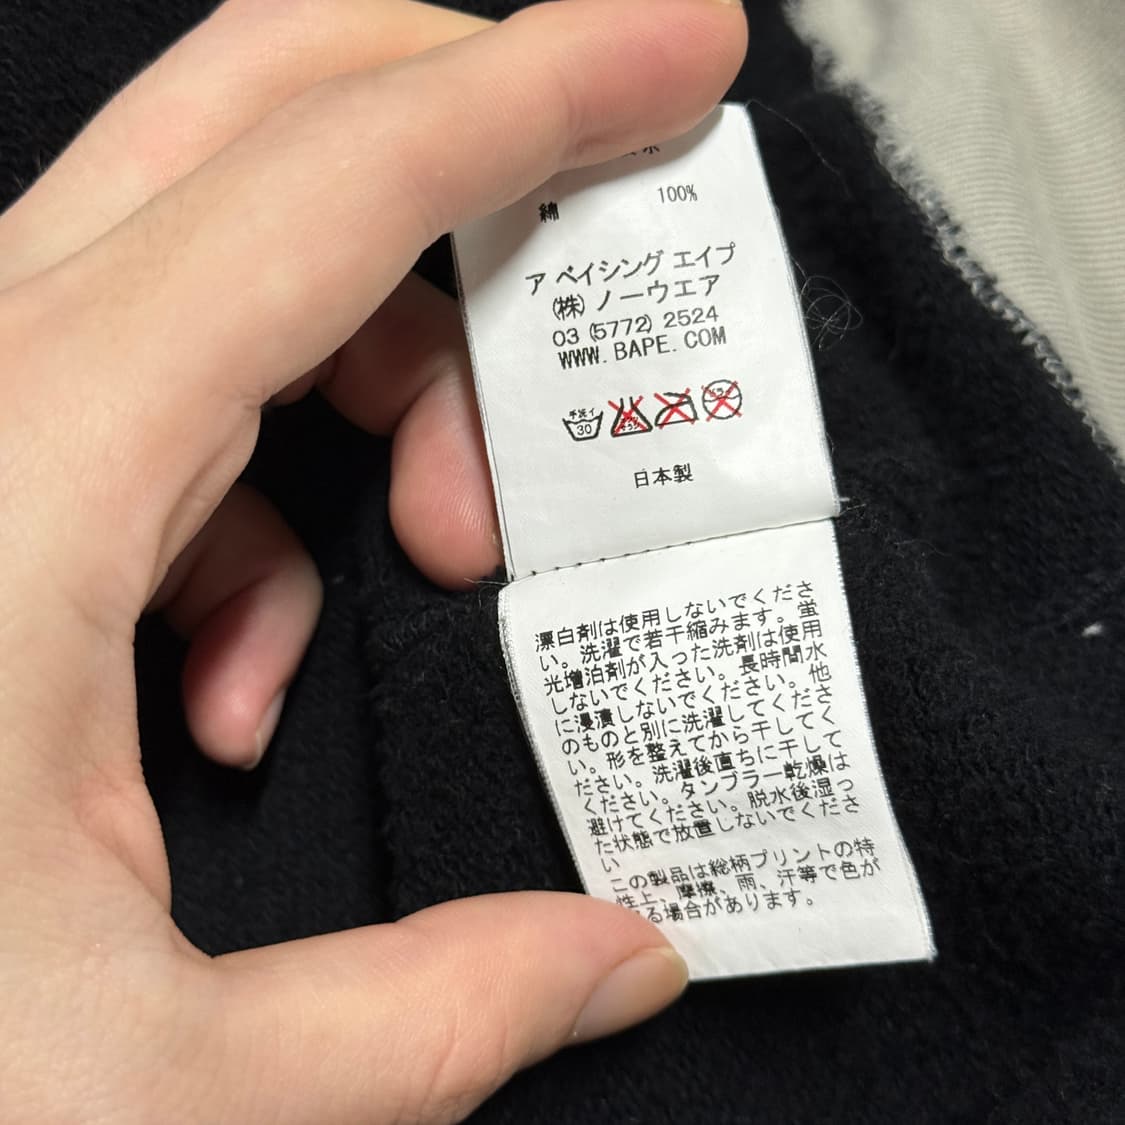 綿 100%
ア ベイシング エイプ
(株) ノーウエア
03 (5772) 2524
WWW. BAPE. COM
手洗イ
30
日本製
漂白剤は使用しないでくださ
い。洗濯で若干縮みます。蛍
光増泊剤が入った洗剤は使用
しないでください。長時間水
に浸漬しないでください。他
のものと別に洗濯してくださ
い。形を整えてから干してく
ださい。洗濯後直ちに干して
ください。タンブラー乾燥は
避けてください。脱水後湿っ
た状態で放置しないでくださ
い
この製品は総柄プリントの特
性上、摩擦、雨、汗等で色が
る場合があります。